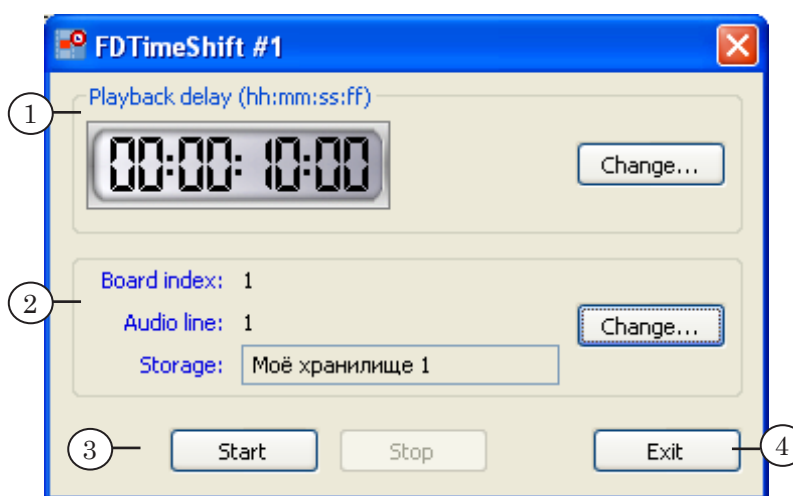 FDTimeShift #1
1
Playback delay (hh:mm:ss:ff)
00:00:10:00
Change...
2
Board index: 1
Audio line: 1
Change...
Storage: Моё хранилище 1
3
Start
Stop
Exit
4